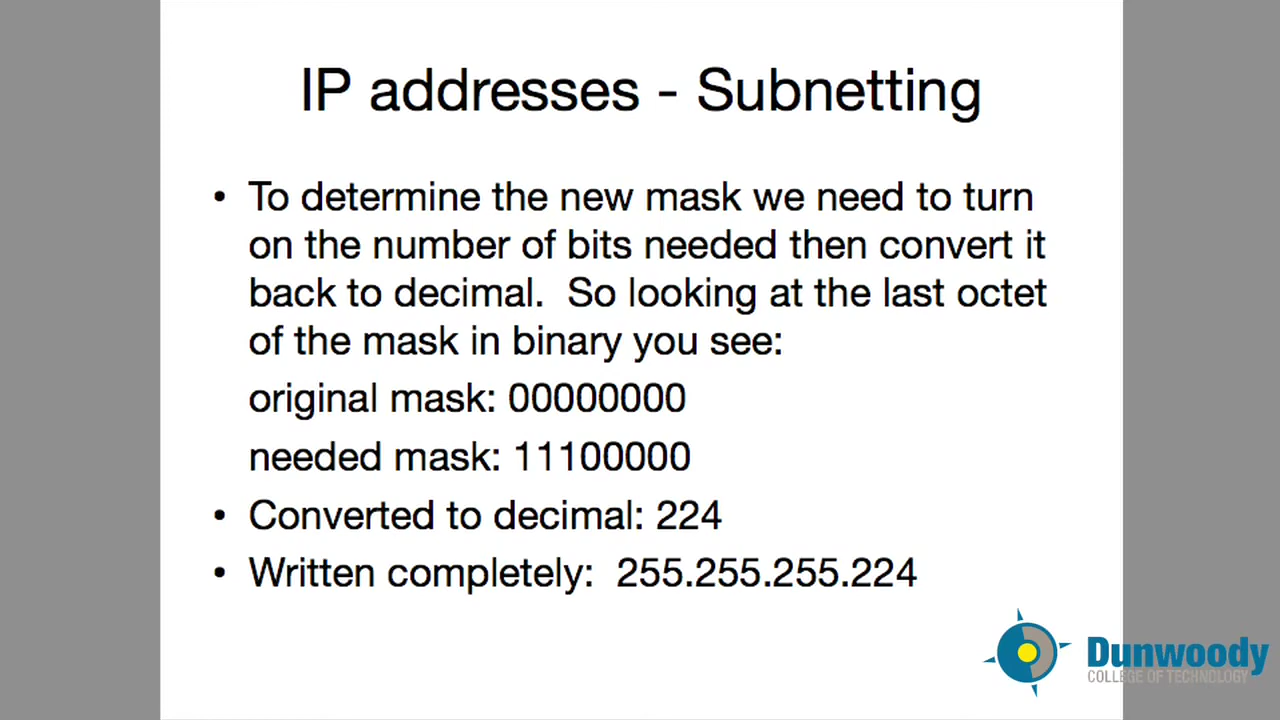 IP addresses - Subnetting
• To determine the new mask we need to turn
on the number of bits needed then convert it
back to decimal.  So looking at the last octet
of the mask in binary you see:
original mask: 00000000
needed mask: 11100000
• Converted to decimal: 224
• Written completely:  255.255.255.224
Dunwoody
COLLEGE OF TECHNOLOGY